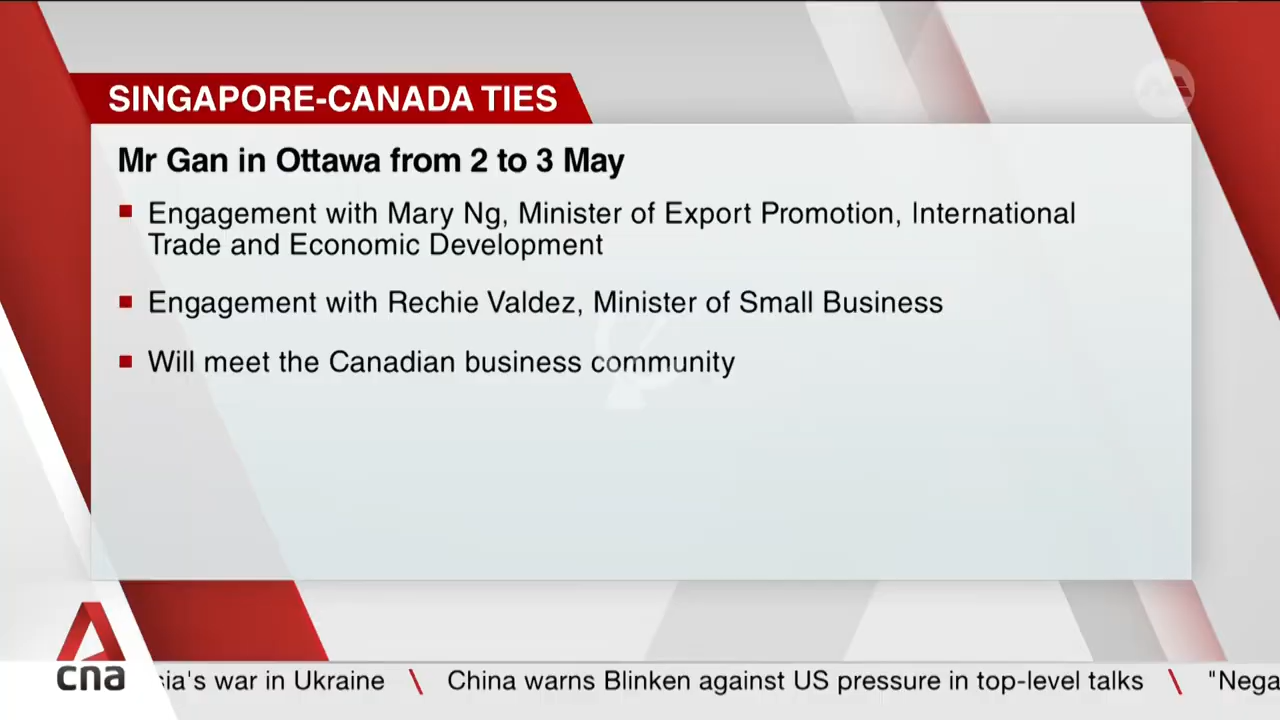 SINGAPORE-CANADA TIES
Mr Gan in Ottawa from 2 to 3 May
Engagement with Mary Ng, Minister of Export Promotion, International
Trade and Economic Development
Engagement with Rechie Valdez, Minister of Small Business
Will meet the Canadian business community
cna
sia's war in Ukraine \ China warns Blinken against US pressure in top-level talks \ "Nega